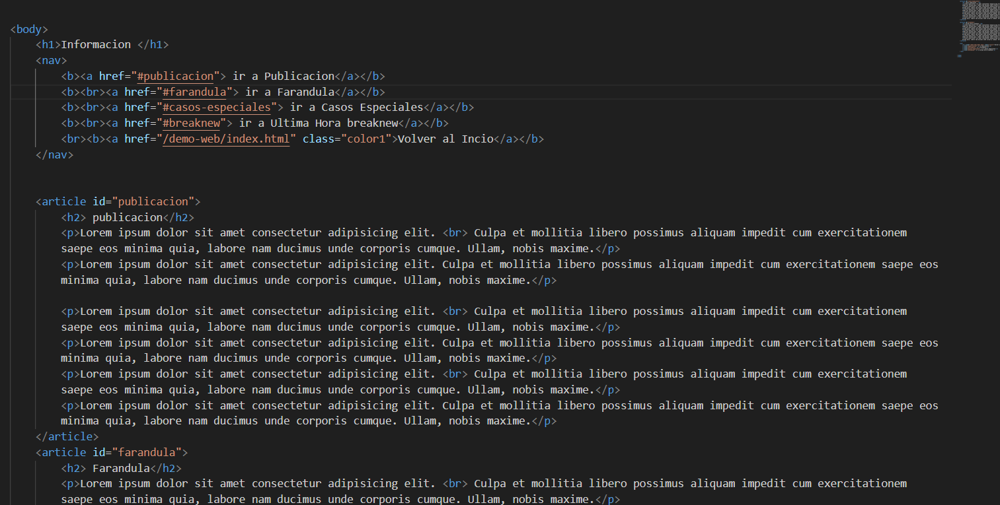 <body>
<h1>Informacion </h1>
<nav>
<b><a href="#publicacion"> ir a Publicacion</a></b>
<b><br><a href="#farandula"> ir a Farandula</a></b>
<b><br><a href="#casos-especiales"> ir a Casos Especiales</a></b>
<b><br><a href="#breaknew"> ir a Ultima Hora breaknew</a></b>
<br><b><a href="/demo-web/index.html" class="color1">Volver al Incio</a></b>
</nav>
<article id="publicacion">
<h2> publicacion</h2>
<p>Lorem ipsum dolor sit amet consectetur adipisicing elit. <br> Culpa et mollitia libero possimus aliquam impedit cum exercitationem
saepe eos minima quia, labore nam ducimus unde corporis cumque. Ullam, nobis maxime.</p>
<p>Lorem ipsum dolor sit amet consectetur adipisicing elit. Culpa et mollitia libero possimus aliquam impedit cum exercitationem saepe eos
minima quia, labore nam ducimus unde corporis cumque. Ullam, nobis maxime.</p>
<p>Lorem ipsum dolor sit amet consectetur adipisicing elit. <br> Culpa et mollitia libero possimus aliquam impedit cum exercitationem
saepe eos minima quia, labore nam ducimus unde corporis cumque. Ullam, nobis maxime.</p>
<p>Lorem ipsum dolor sit amet consectetur adipisicing elit. Culpa et mollitia libero possimus aliquam impedit cum exercitationem saepe eos
minima quia, labore nam ducimus unde corporis cumque. Ullam, nobis maxime.</p>
<p>Lorem ipsum dolor sit amet consectetur adipisicing elit. <br> Culpa et mollitia libero possimus aliquam impedit cum exercitationem
saepe eos minima quia, labore nam ducimus unde corporis cumque. Ullam, nobis maxime.</p>
<p>Lorem ipsum dolor sit amet consectetur adipisicing elit. Culpa et mollitia libero possimus aliquam impedit cum exercitationem saepe eos
minima quia, labore nam ducimus unde corporis cumque. Ullam, nobis maxime.</p>
</article>
<article id="farandula">
<h2> Farandula</h2>
<p>Lorem ipsum dolor sit amet consectetur adipisicing elit. <br> Culpa et mollitia libero possimus aliquam impedit cum exercitationem
saepe eos minima quia, labore nam ducimus unde corporis cumque. Ullam, nobis maxime.</p>